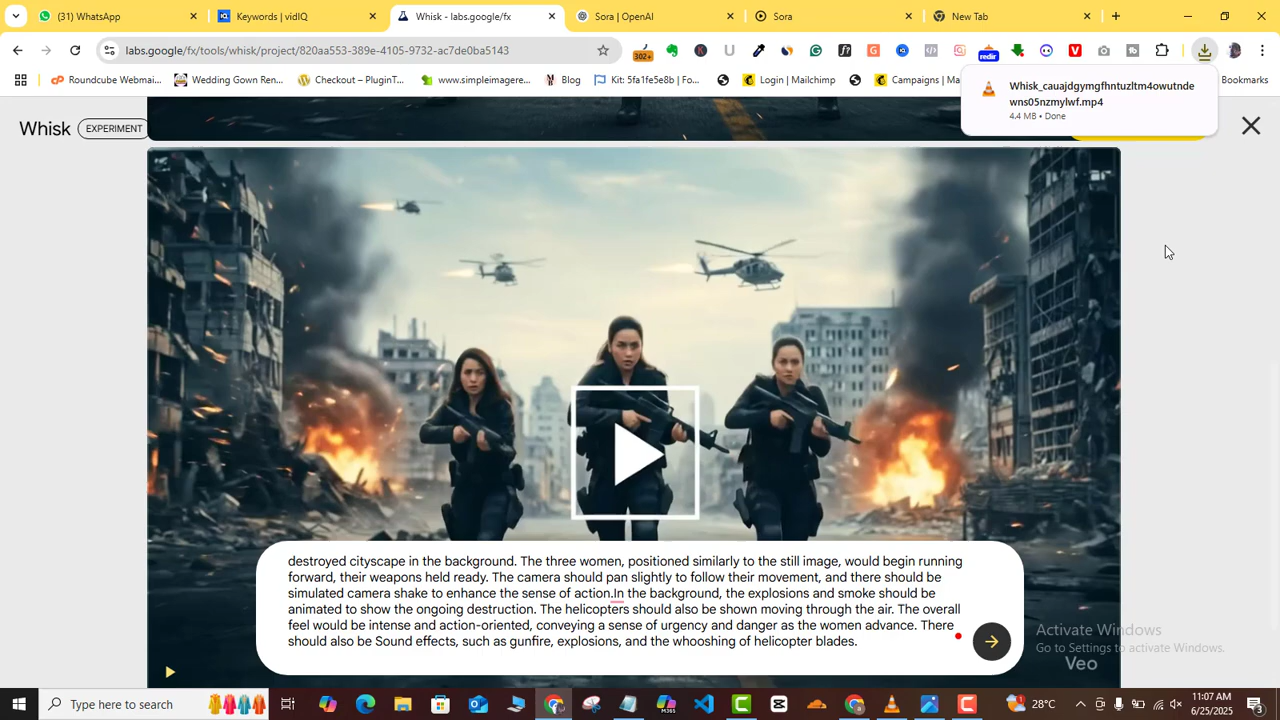 (31) WhatsApp
Keywords | vidIQ
Whisk - labs.google/fx
Sora | OpenAI
Sora
New Tab
labs.google/fx/tools/whisk/project/820aa553-389e-4105-9732-ac7de0ba5143
302+
redir
Roundcube Webmai...
Wedding Gown Ren...
Checkout – PluginT...
www.simpleimagere...
Blog
Kit: 5fa1fe5e8b | Fo...
Login | Mailchimp
Campaigns | Ma
Bookmarks
Whisk_cauajdgymgfhntuzltm4owutnde
wns05nzmylwf.mp4
4.4 MB • Done
Whisk
EXPERIMENT
destroyed cityscape in the background. The three women, positioned similarly to the still image, would begin running
forward, their weapons held ready. The camera should pan slightly to follow their movement, and there should be
simulated camera shake to enhance the sense of action.In the background, the explosions and smoke should be
animated to show the ongoing destruction. The helicopters should also be shown moving through the air. The overall
feel would be intense and action-oriented, conveying a sense of urgency and danger as the women advance. There
should also be Sound effects, such as gunfire, explosions, and the whooshing of helicopter blades.
Activate Windows
Go to Settings to activate Windows.
Veo
Type here to search
28°C
11:07 AM
6/25/2025